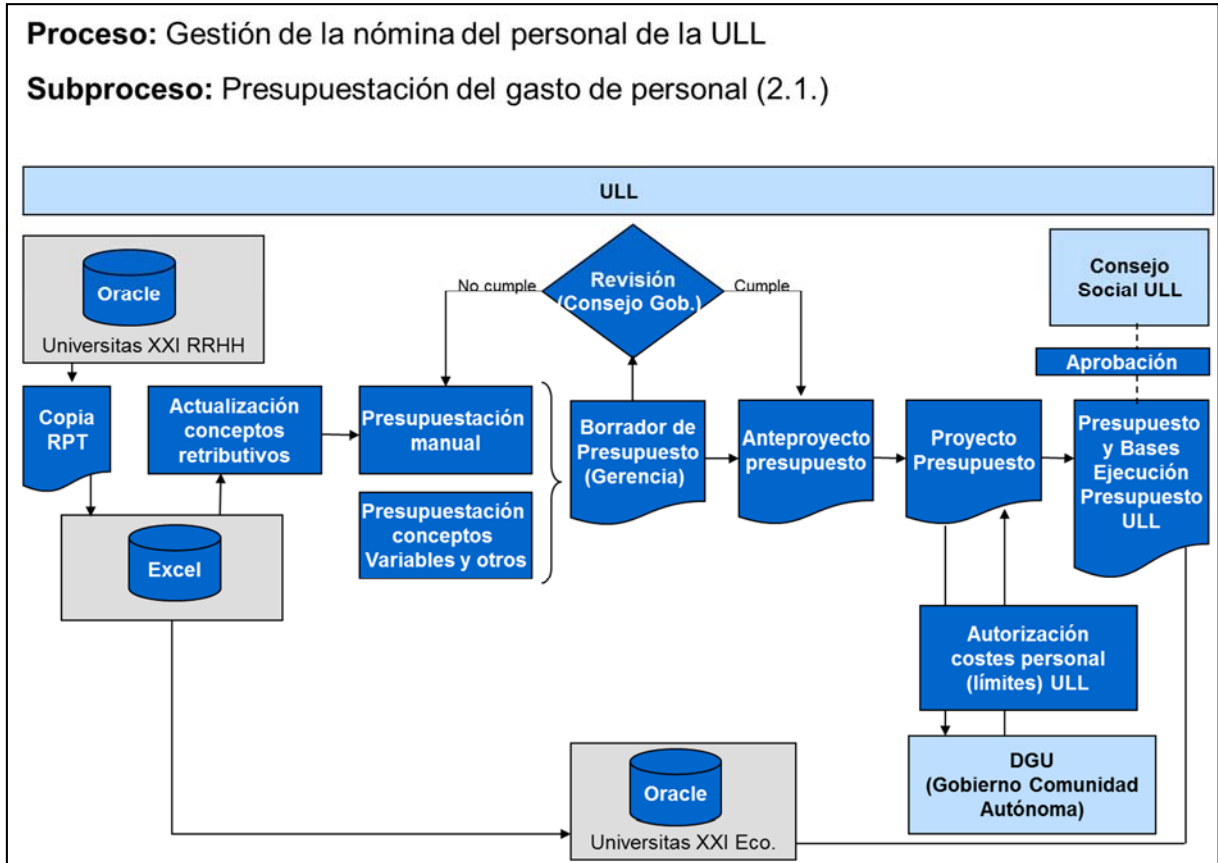 Proceso: Gestión de la nómina del personal de la ULL
Subproceso: Presupuestación del gasto de personal (2.1.)
ULL
Oracle
Universitas XXI RRHH
No cumple
Revisión
(Consejo Gob.)
Cumple
Consejo
Social ULL
Aprobación
Copia
RPT
Actualización
conceptos
retributivos
Presupuestación
manual
Presupuestación
conceptos
Variables y otros
Borrador de
Presupuesto
(Gerencia)
Anteproyecto
presupuesto
Proyecto
Presupuesto
Presupuesto
y Bases
Ejecución
Presupuesto
ULL
Excel
Autorización
costes personal
(límites) ULL
DGU
(Gobierno Comunidad
Autónoma)
Oracle
Universitas XXI Eco.